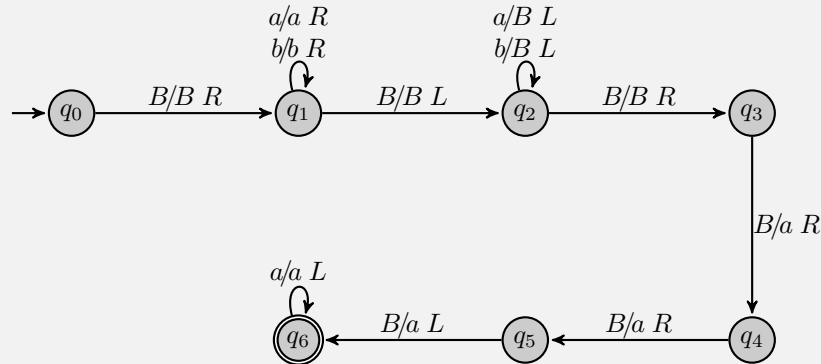 a/a R
b/b R
a/B L
b/B L
q0
B/B R
q1
B/B L
q2
B/B R
q3
B/a R
a/a L
q6
B/a L
q5
B/a R
q4